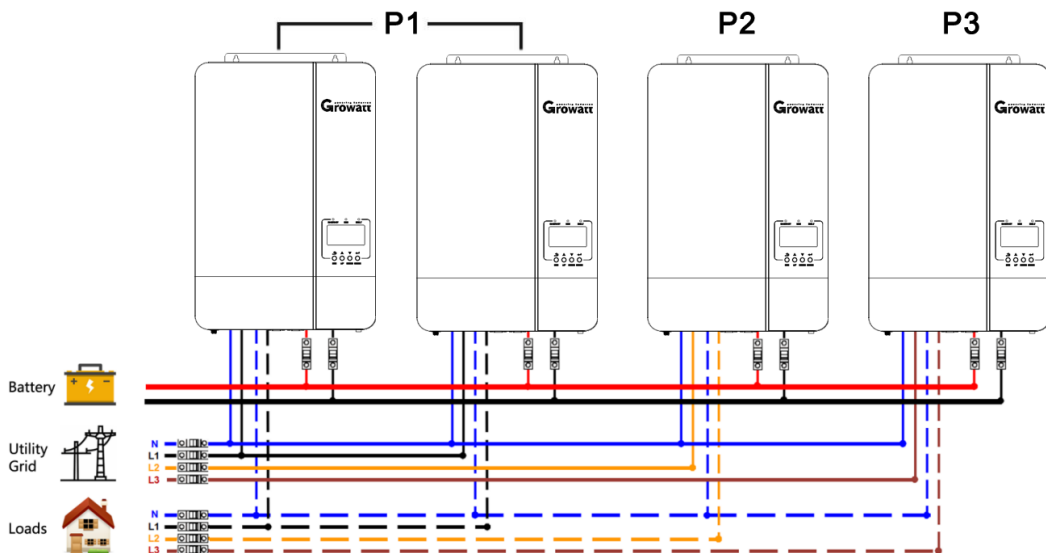 P1 P2 P3
Growatt Growatt Growatt Growatt
Battery
+ -
Utility
Grid
N
L1
L2
L3
Loads
N
L1
L2
L3